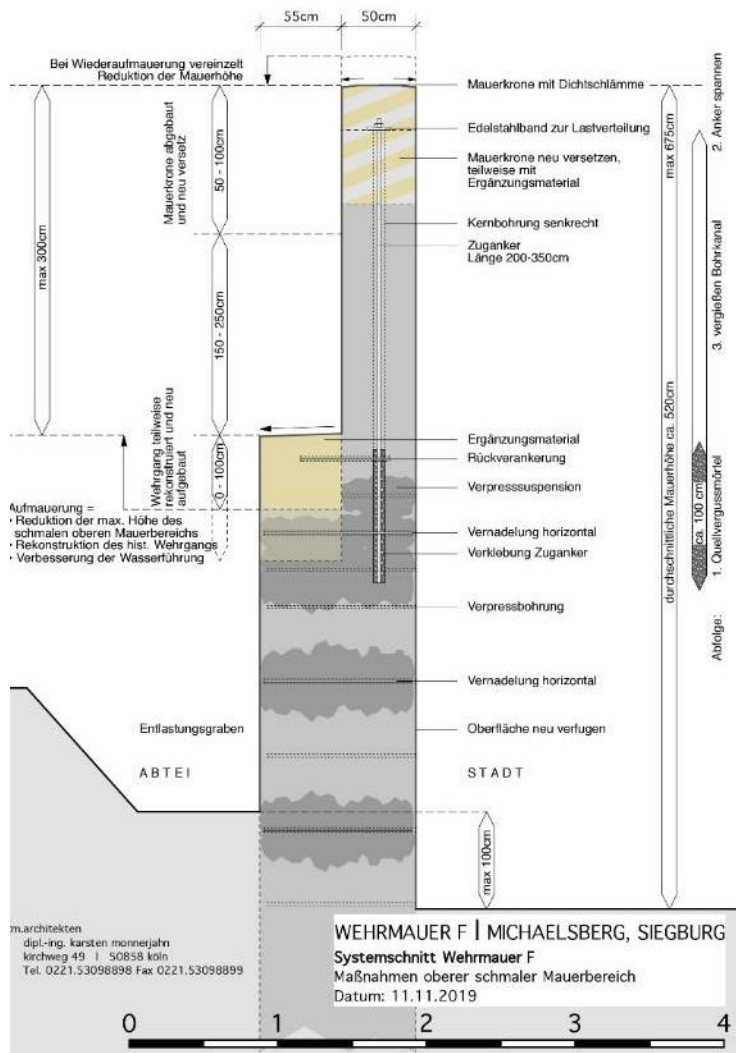 55cm 50cm
Bei Wiederaufmauerung vereinzelt
Reduktion der Mauerhöhe
max 300cm
Mauerkrone abgebaut
und neu versetz
50 - 100cm
150 - 250cm
Wehrgang teilweise
rekonstruiert und neu
aufgebaut
0 - 100cm
Aufmauerung =
• Reduktion der max. Höhe des
schmalen oberen Mauerbereichs
• Rekonstruktion des hist. Wehrgangs
• Verbesserung der Wasserführung
Mauerkrone mit Dichtschlämme
Edelstahlband zur Lastverteilung
Mauerkrone neu versetzen,
teilweise mit
Ergänzungsmaterial
Kernbohrung senkrecht
Zuganker
Länge 200-350cm
Ergänzungsmaterial
Rückverankerung
Verpresssuspension
Vernadelung horizontal
Verklebung Zuganker
Verpressbohrung
Vernadelung horizontal
Oberfläche neu verfugen
max 675cm
durchschnittliche Mauerhöhe ca. 520cm
ca. 100 cm
Abfolge: 1. Quellvergussmörtel 3. vergießen Bohrkanal 2. Anker spannen
Entlastungsgraben
ABTEI
STADT
max 100cm
m.architekten
dipl.-ing. karsten monnerjahn
kirchweg 49 | 50858 köln
Tel. 0221.53098898 Fax 0221.53098899
WEHRMAUER F | MICHAELSBERG, SIEGBURG
Systemschnitt Wehrmauer F
Maßnahmen oberer schmaler Mauerbereich
Datum: 11.11.2019
0 1 2 3 4